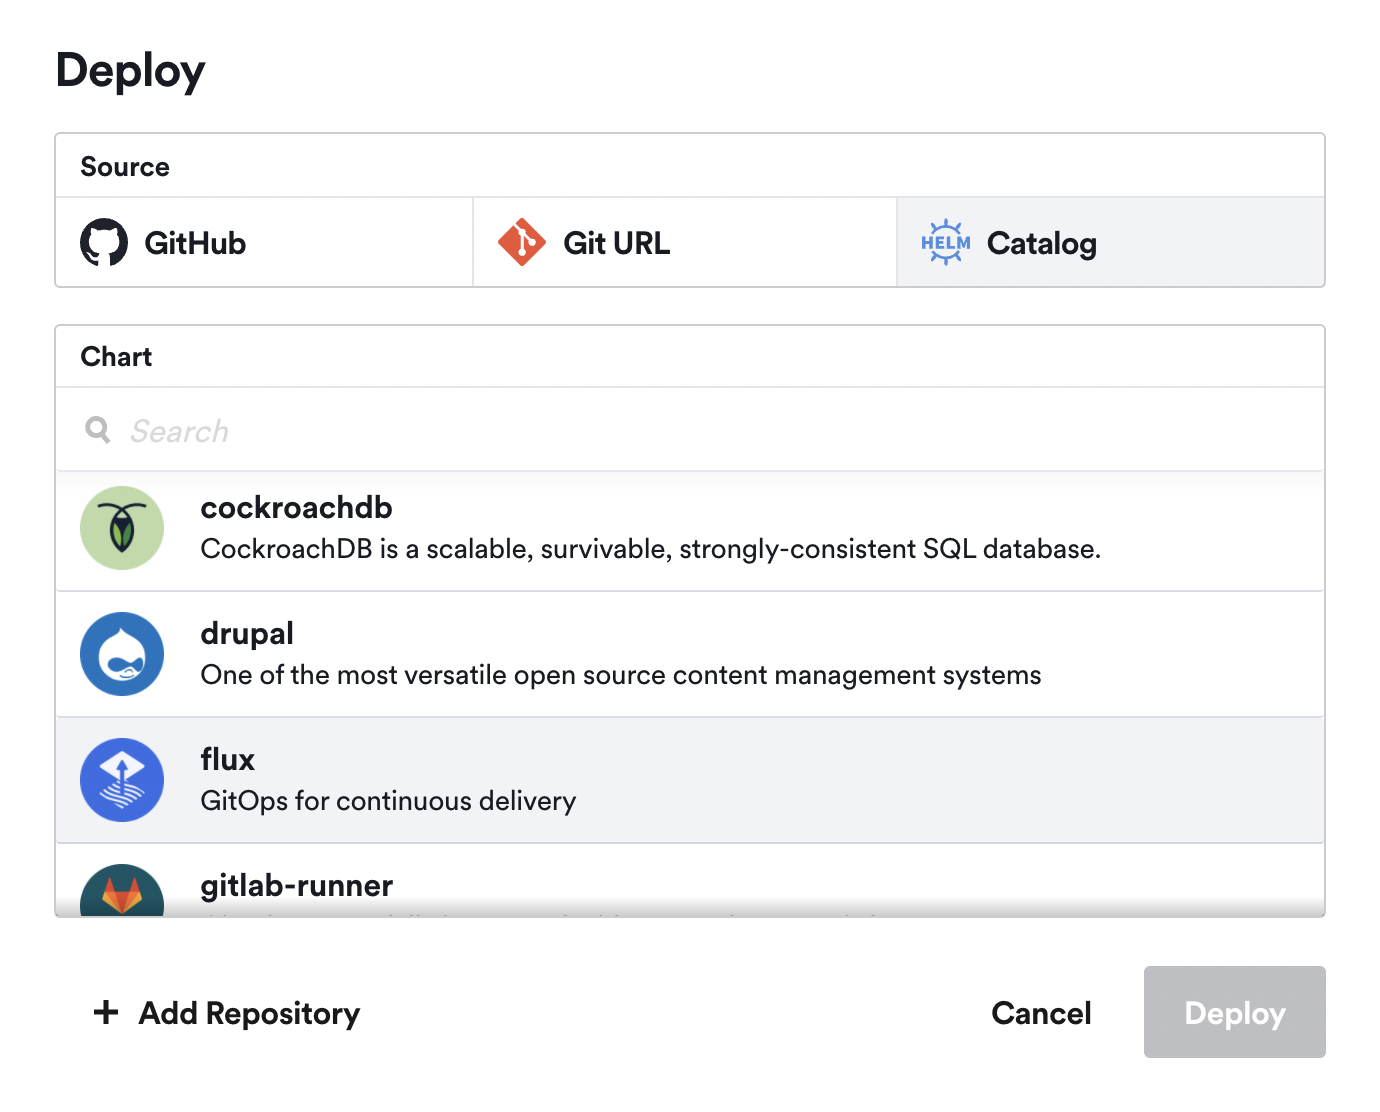 Deploy
Source
GitHub
Git URL
HELM
Catalog
Chart
Search
cockroachdb
CockroachDB is a scalable, survivable, strongly-consistent SQL database.
drupal
One of the most versatile open source content management systems
flux
GitOps for continuous delivery
gitlab-runner
Add Repository
Cancel
Deploy